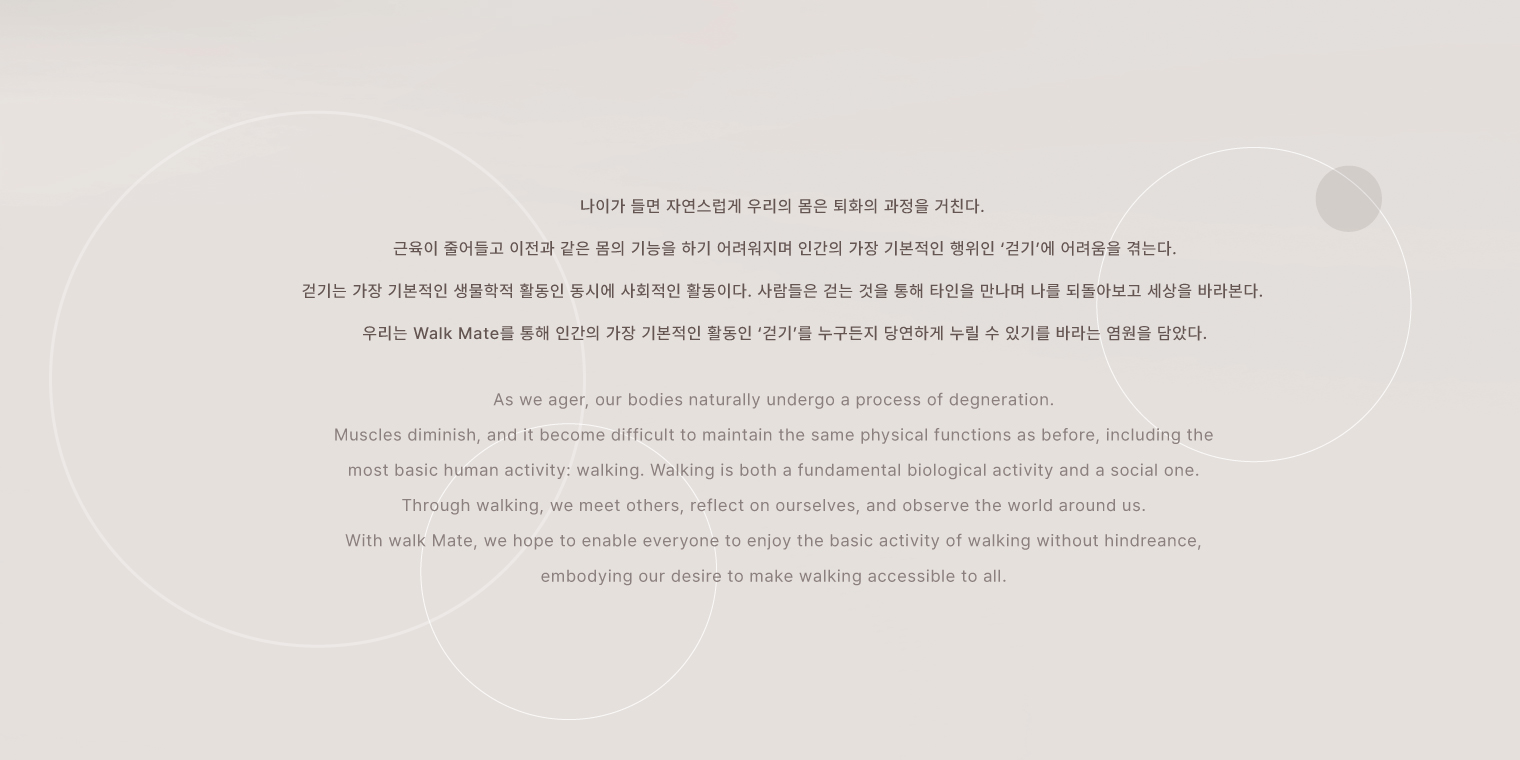 나이가 들면 자연스럽게 우리의 몸은 퇴화의 과정을 거친다.
근육이 줄어들고 이전과 같은 몸의 기능을 하기 어려워지며 인간의 가장 기본적인 행위인 ‘걷기’에 어려움을 겪는다.
걷기는 가장 기본적인 생물학적 활동인 동시에 사회적인 활동이다. 사람들은 걷는 것을 통해 타인을 만나며 나를 되돌아보고 세상을 바라본다.
우리는 Walk Mate를 통해 인간의 가장 기본적인 활동인 ‘걷기’를 누구든지 당연하게 누릴 수 있기를 바라는 염원을 담았다.
As we ager, our bodies naturally undergo a process of degneration.
Muscles diminish, and it become difficult to maintain the same physical functions as before, including the
most basic human activity: walking. Walking is both a fundamental biological activity and a social one.
Through walking, we meet others, reflect on ourselves, and observe the world around us.
With walk Mate, we hope to enable everyone to enjoy the basic activity of walking without hindreance,
embodying our desire to make walking accessible to all.